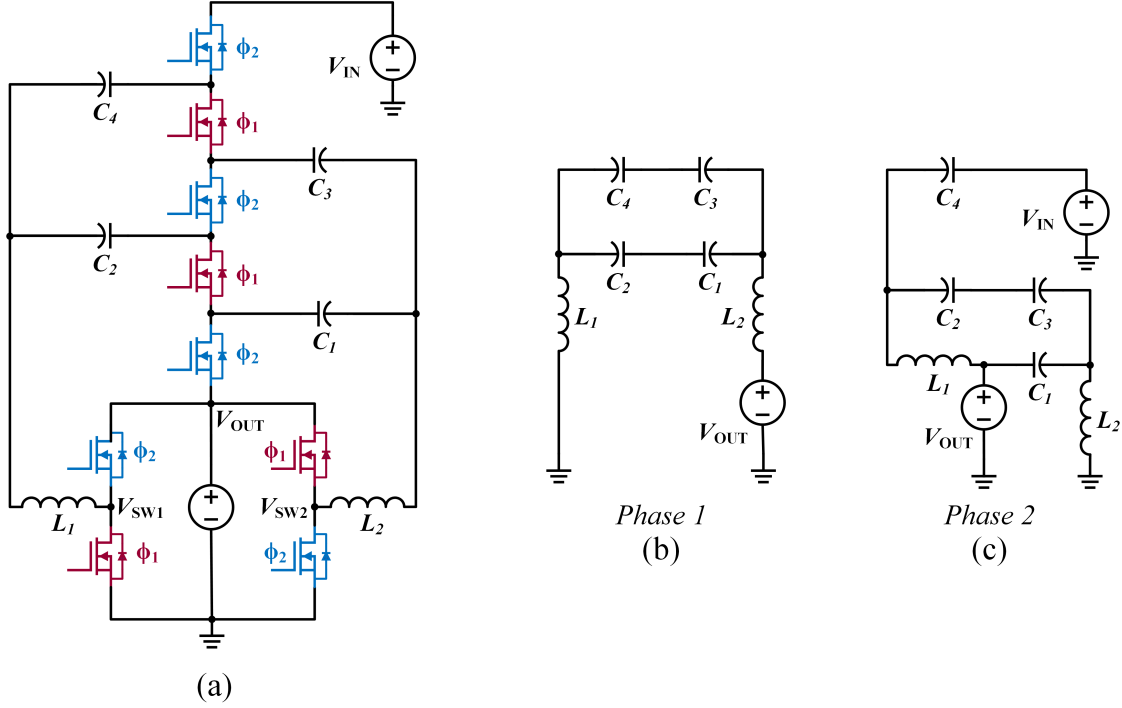 ϕ2
VIN
C4
ϕ1
C3
ϕ2
C2
ϕ1
C1
ϕ2
VOUT
ϕ2
ϕ1
VSW1
VSW2
L1
L2
ϕ1
ϕ2
(a)
C4
C3
C2
C1
L1
L2
VOUT
Phase 1
(b)
C4
VIN
C2
C3
L1
C1
L2
VOUT
Phase 2
(c)